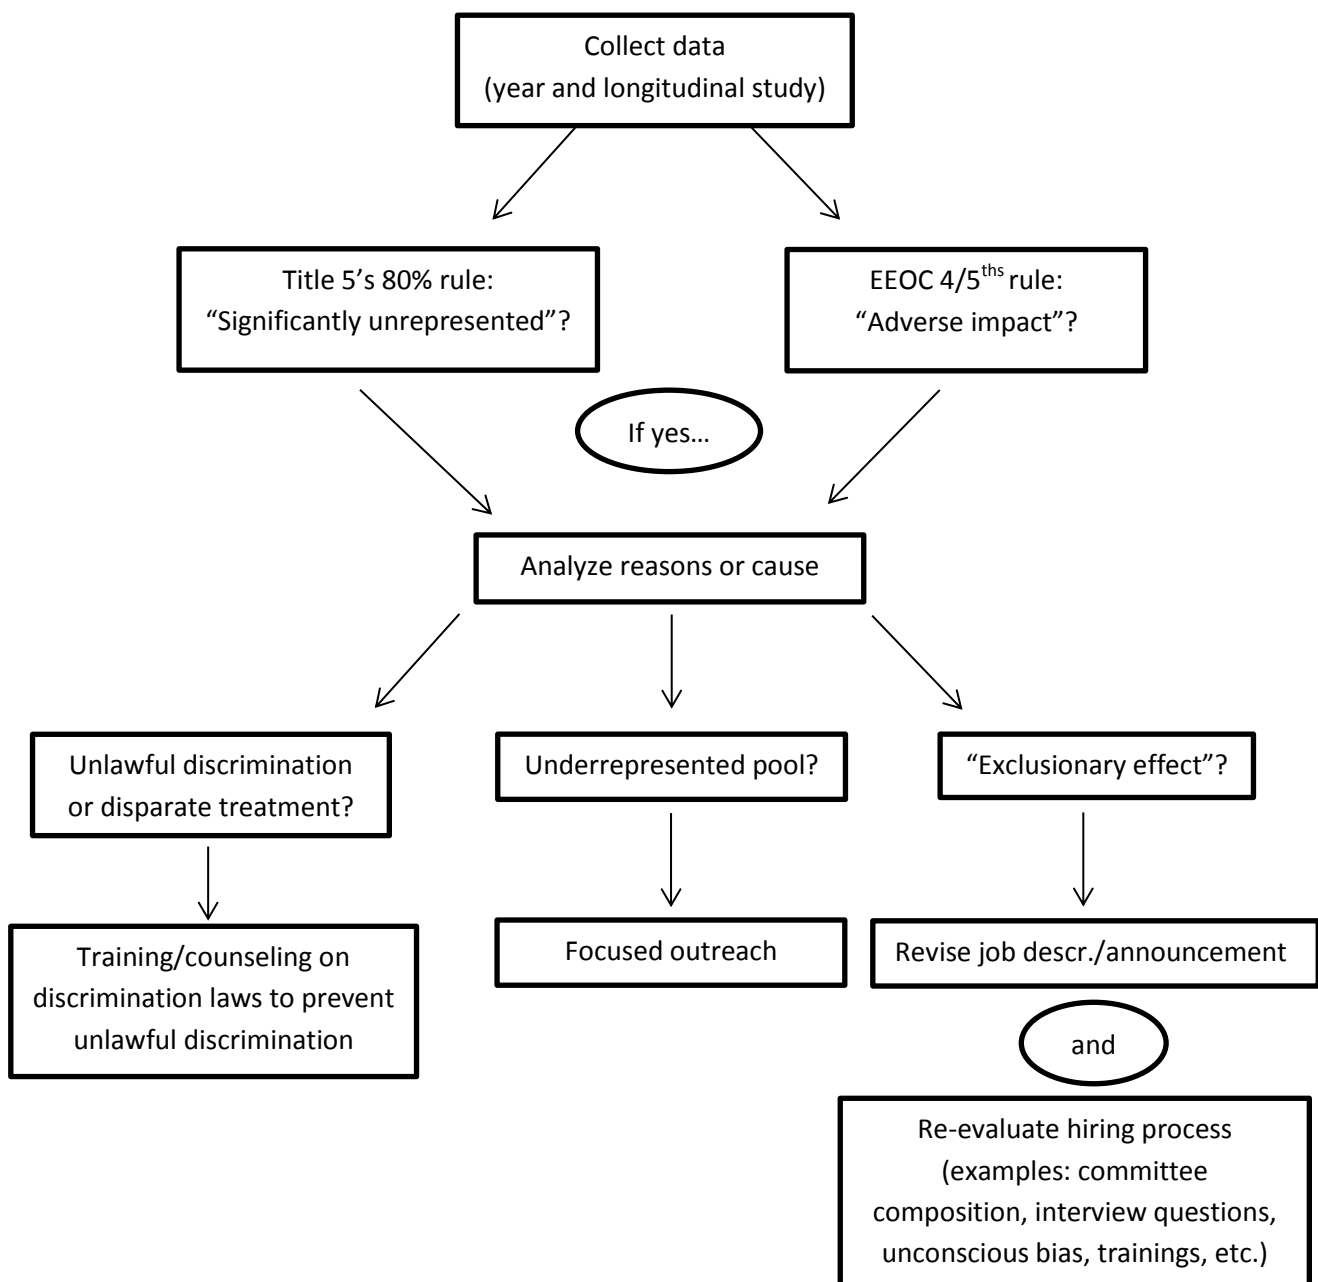 Collect data
(year and longitudinal study)
Title 5’s 80% rule:
“Significantly unrepresented”?
EEOC 4/5ths rule:
“Adverse impact”?
If yes…
Analyze reasons or cause
Unlawful discrimination
or disparate treatment?
Underrepresented pool?
“Exclusionary effect”?
Training/counseling on
discrimination laws to prevent
unlawful discrimination
Focused outreach
Revise job descr./announcement
and
Re-evaluate hiring process
(examples: committee
composition, interview questions,
unconscious bias, trainings, etc.)